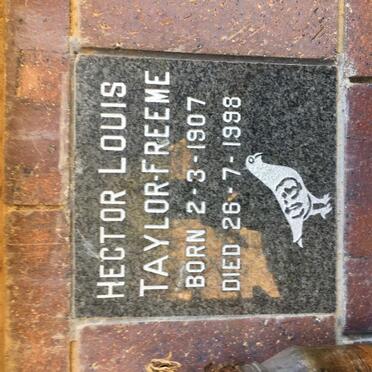 HECTOR LOUIS
TAYLOR-FREEME
BORN 2-3-1907
DIED 26-7-1998